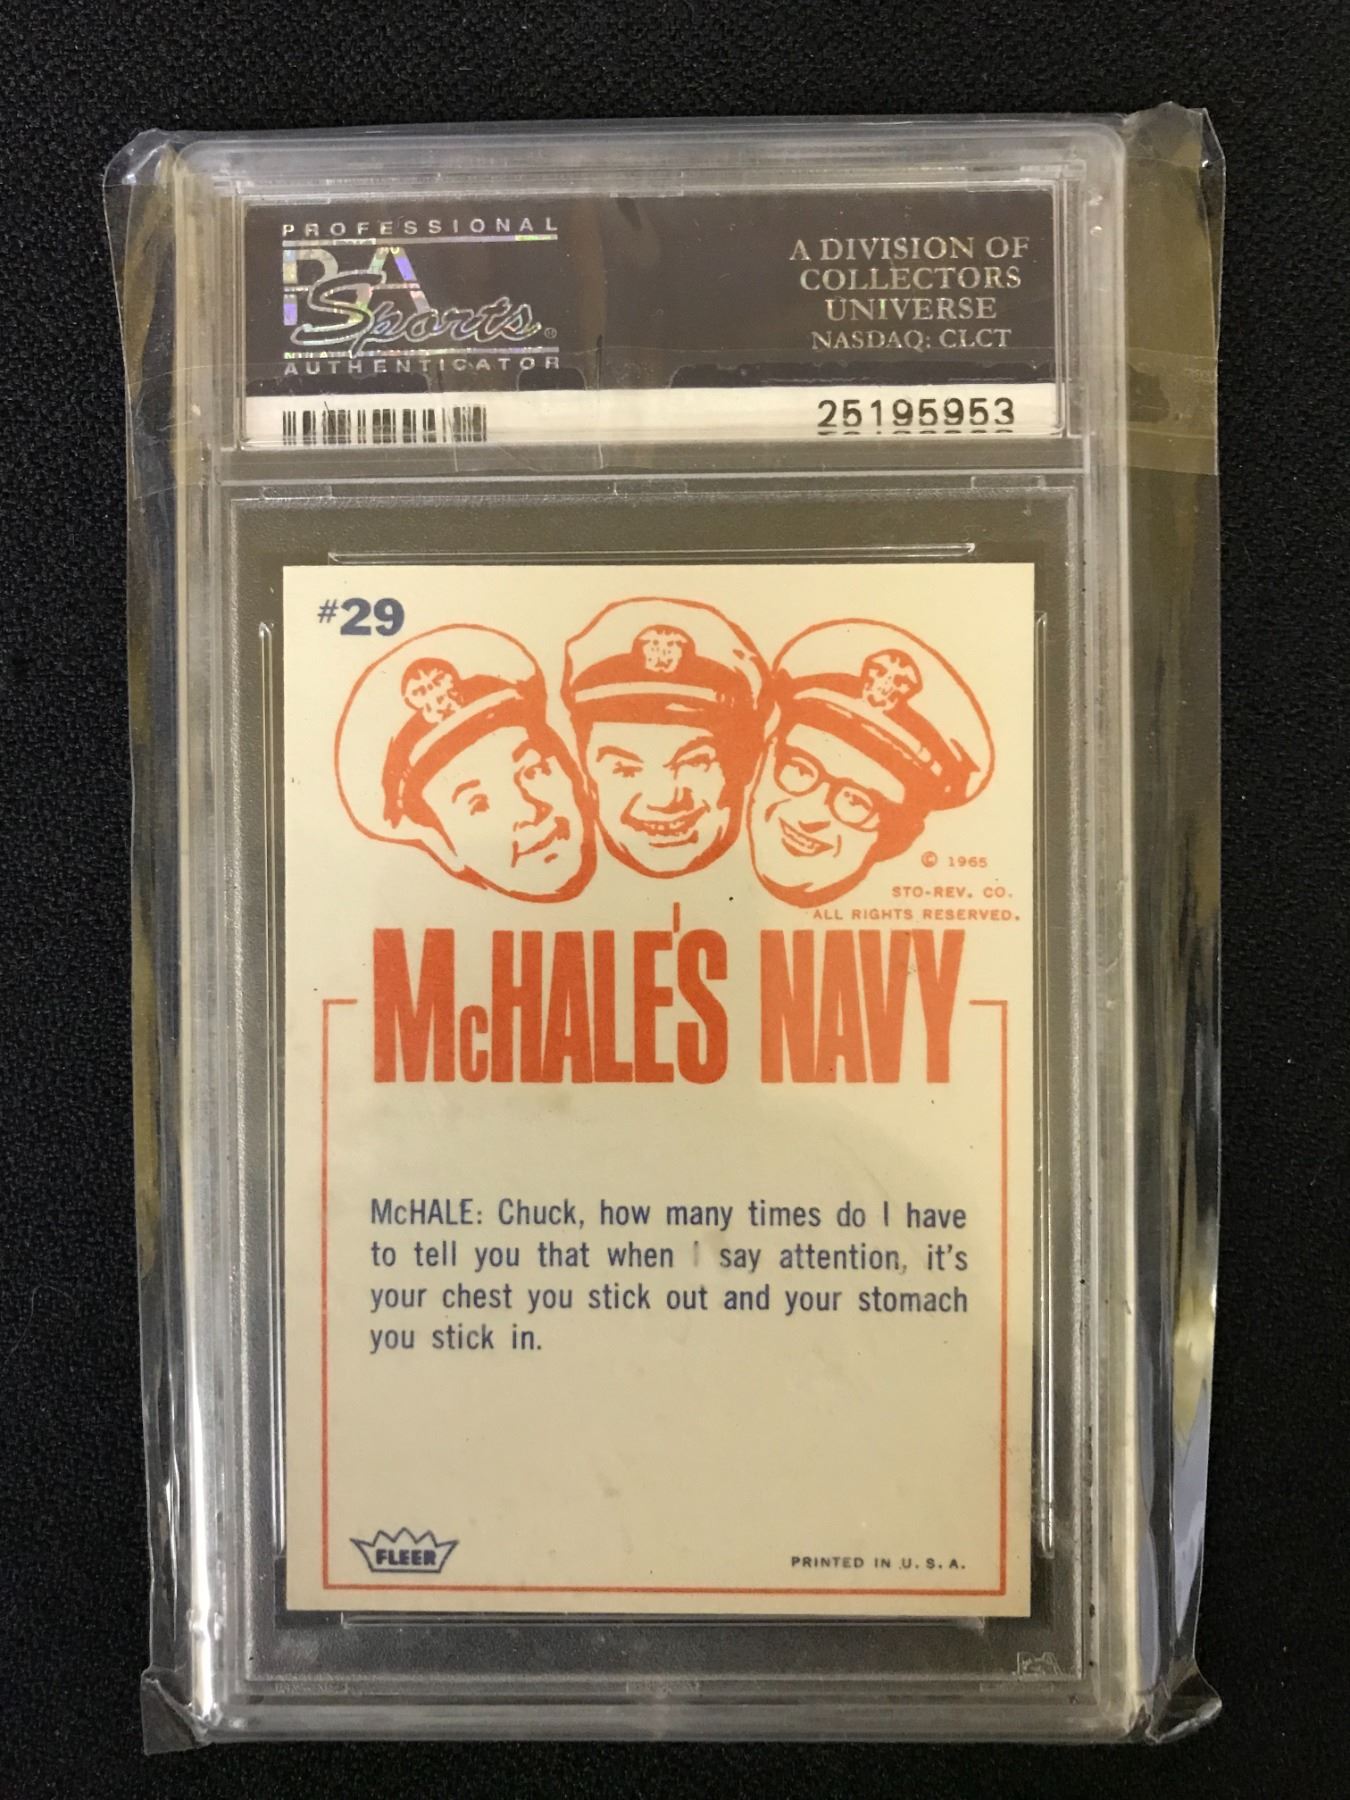 PROFESSIONAL
PSA
Sports®
AUTHENTICATOR
A DIVISION OF
COLLECTORS
UNIVERSE
NASDAQ: CLCT
25195953
#29
© 1965
STO-REV. CO.
ALL RIGHTS RESERVED.
McHALE'S NAVY
McHALE: Chuck, how many times do I have
to tell you that when I say attention, it's
your chest you stick out and your stomach
you stick in.
FLEER
PRINTED IN U. S. A.